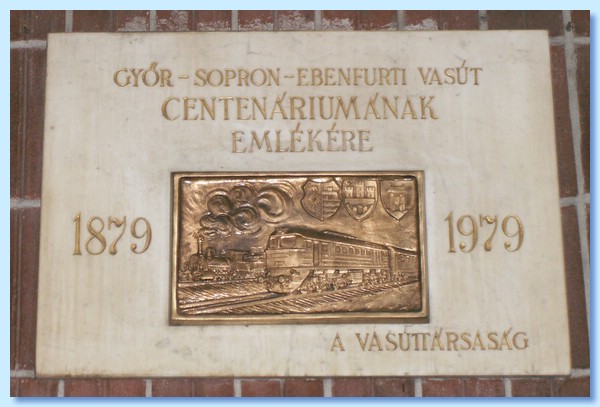 GYŐR - SOPRON - EBENFURTI VASÚT
CENTENÁRIUMÁNAK
EMLÉKÉRE
1879 1979
A VASÚTTÁRSASÁG